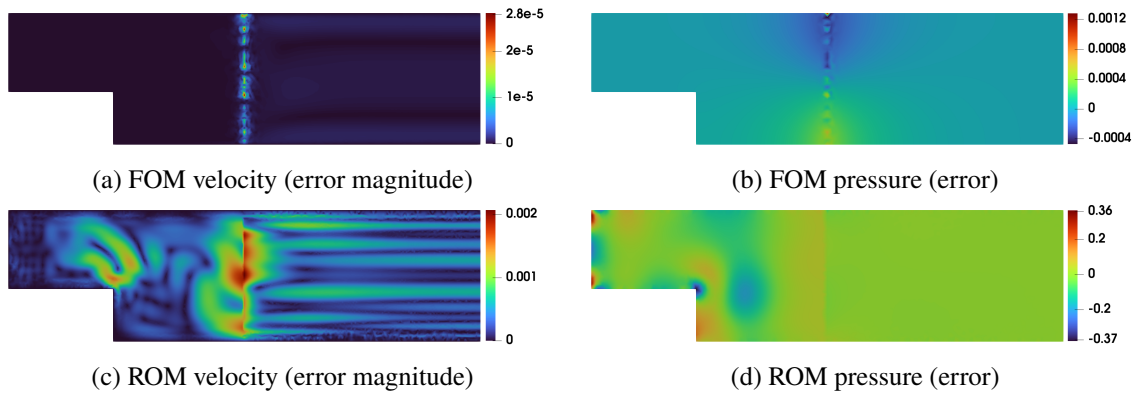 2.8e-5
2e-5
1e-5
0
0.0012
0.0008
0.0004
0
-0.0004
(a) FOM velocity (error magnitude)
(b) FOM pressure (error)
0.002
0.001
0
0.36
0.2
0
-0.2
-0.37
(c) ROM velocity (error magnitude)
(d) ROM pressure (error)